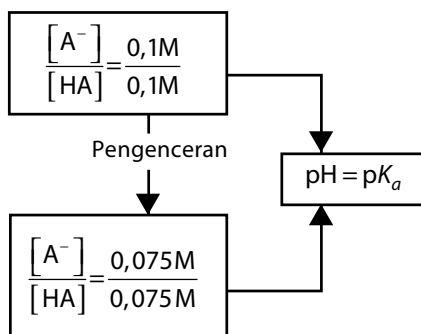 [A⁻]/[HA] = 0,1M/0,1M
Pengenceran
pH = pKₐ
[A⁻]/[HA] = 0,075M/0,075M